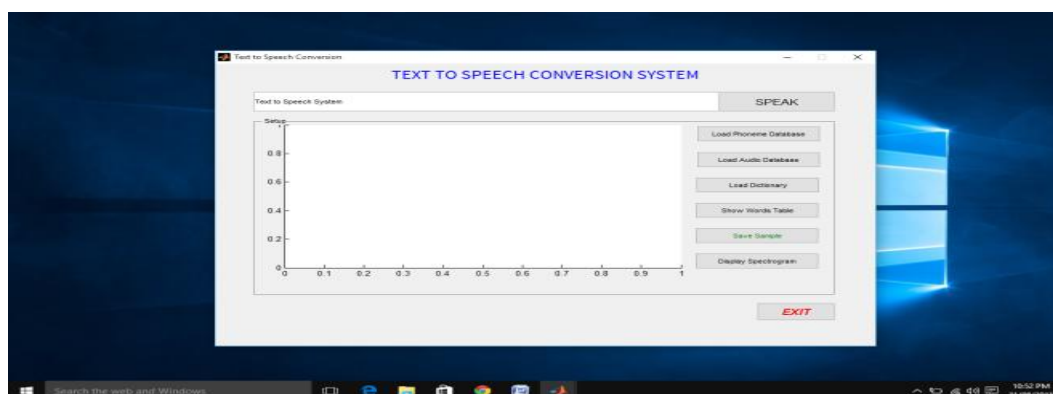 Text to Speech Conversion
TEXT TO SPEECH CONVERSION SYSTEM
Text to Speech System
SPEAK
Setup
1
0.8
0.6
0.4
0.2
0
0 0.1 0.2 0.3 0.4 0.5 0.6 0.7 0.8 0.9 1
Load Phoneme Database
Load Audio Database
Load Dictionary
Show Words Table
Save Sample
Display Spectrogram
EXIT
Search the web and Windows
10:52 PM